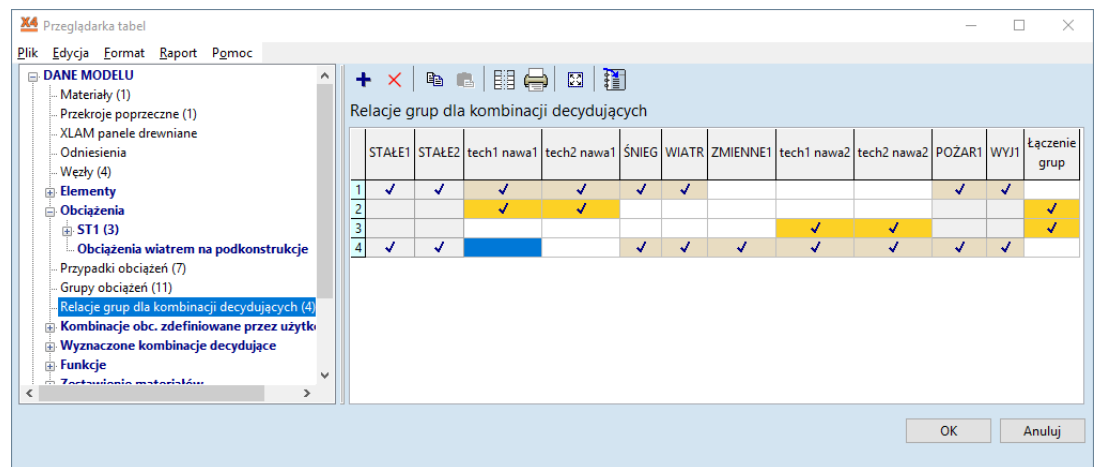 X4 Przeglądarka tabel
Plik Edycja Format Raport Pomoc
DANE MODELU
Materiały (1)
Przekroje poprzeczne (1)
XLAM panele drewniane
Odniesienia
Węzły (4)
Elementy
Obciążenia
ST1 (3)
Obciążenia wiatrem na podkonstrukcje
Przypadki obciążeń (7)
Grupy obciążeń (11)
Relacje grup dla kombinacji decydujących (4)
Kombinacje obc. zdefiniowane przez użytk
Wyznaczone kombinacje decydujące
Funkcje
Zestawienie materiałów
Relacje grup dla kombinacji decydujących
STAŁE1 STAŁE2 tech1 nawa1 tech2 nawa1 ŚNIEG WIATR ZMIENNE1 tech1 nawa2 tech2 nawa2 POŻAR1 WYJ1 Łączenie grup
1 ✓ ✓ ✓ ✓ ✓ ✓ ✓ ✓
2 ✓ ✓ ✓
3 ✓ ✓ ✓
4 ✓ ✓ ✓ ✓ ✓ ✓ ✓ ✓ ✓
OK Anuluj